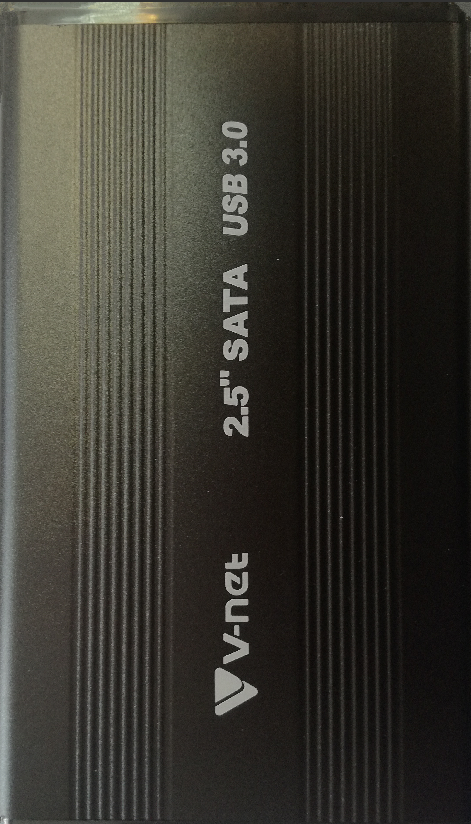 v-net 2.5" SATA USB 3.0